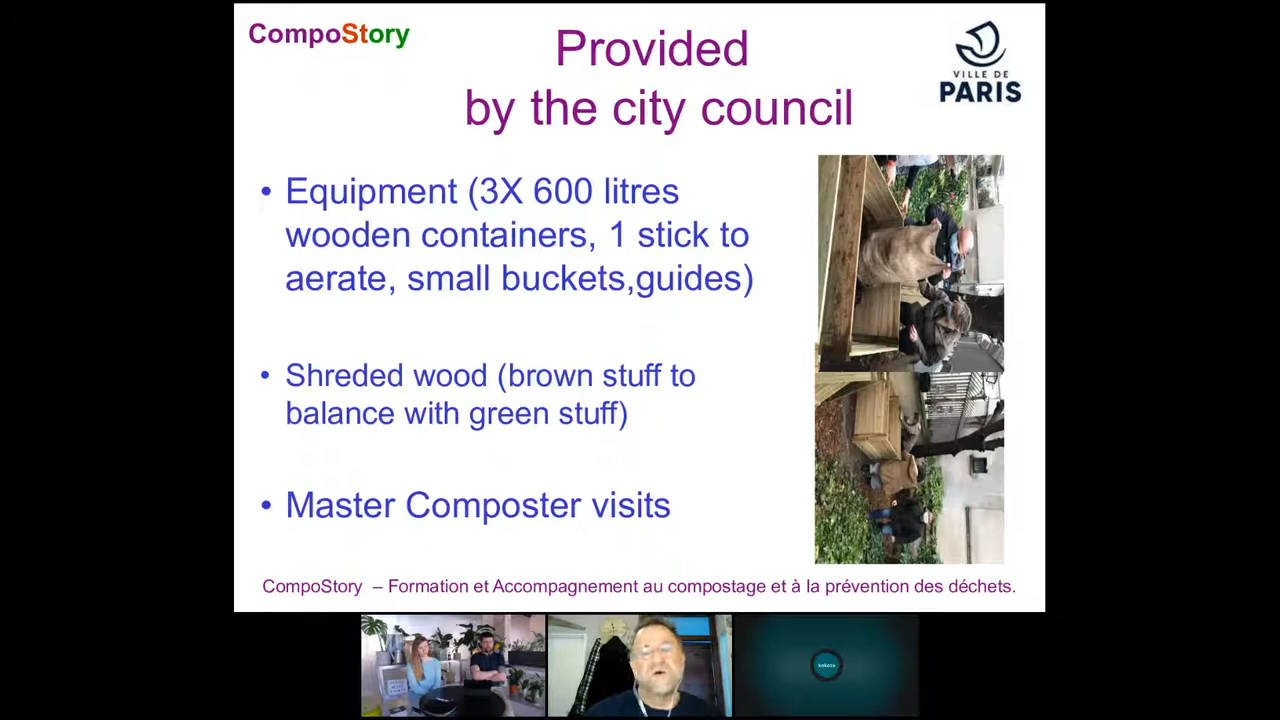 CompoStory
Provided
by the city council
VILLE DE
PARIS
• Equipment (3X 600 litres
wooden containers, 1 stick to
aerate, small buckets,guides)
• Shreded wood (brown stuff to
balance with green stuff)
• Master Composter visits
CompoStory – Formation et Accompagnement au compostage et à la prévention des déchets.